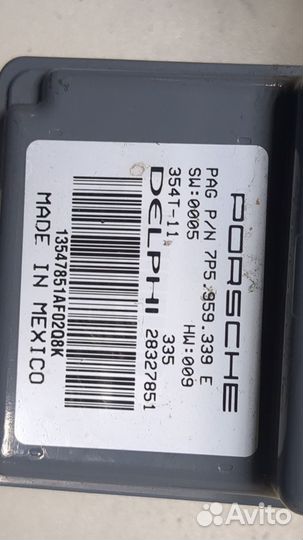 PORSCHE
PAG P/N 7P5.959.339 E
SW:0005 HW:009
354T-11 335
DELPHI 28327851
13547851AF0208K
MADE IN MEXICO
Avito